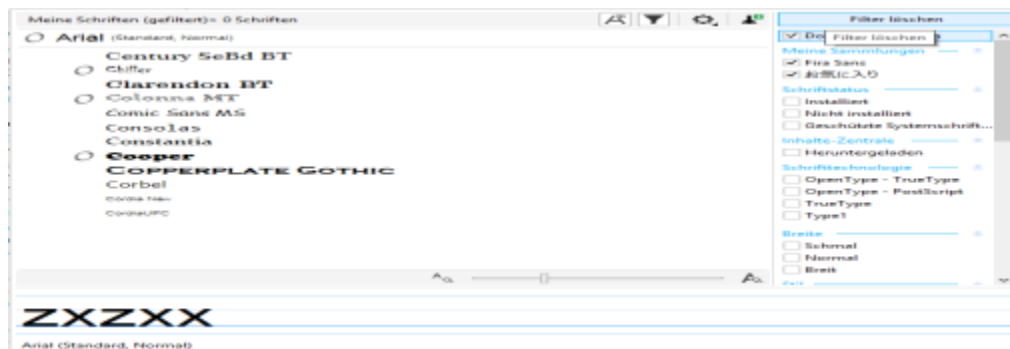 Meine Schriften (gefiltert)= 0 Schriften
Arial (Standard, Normal)
Century SeBd BT
Chiller
Clarendon BT
Colonna MT
Comic Sans MS
Consolas
Constantia
Cooper
COPPERPLATE GOTHIC
Corbel
Cordia New
CordiaUPC
ZXZXX
Arial (Standard, Normal)
Filter löschen
Filter löschen
Meine Sammlungen
Fira Sans
お気に入り
Schriftstatus
Installiert
Nicht installiert
Geschützte Systemschrift...
Inhalte-Zentrale
Heruntergeladen
Schrifttechnologie
OpenType - TrueType
OpenType - PostScript
TrueType
Type1
Breite
Schmal
Normal
Breit